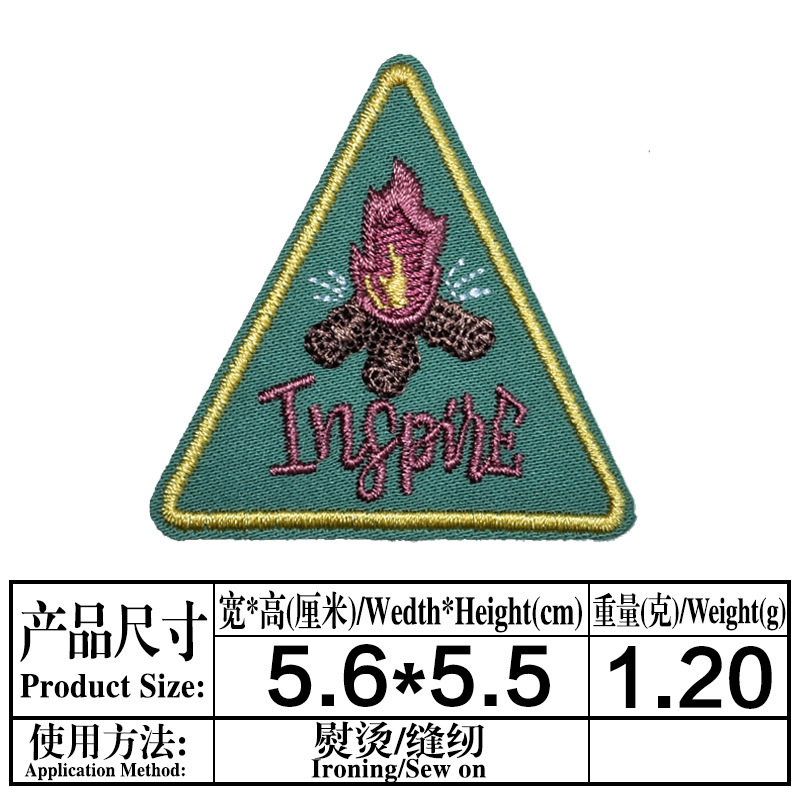 InspirE
产品尺寸
Product Size:
宽*高(厘米)/Wedth*Height(cm)
重量(克)/Weight(g)
5.6*5.5
1.20
使用方法:
Application Method:
熨烫/缝纫
Ironing/Sew on